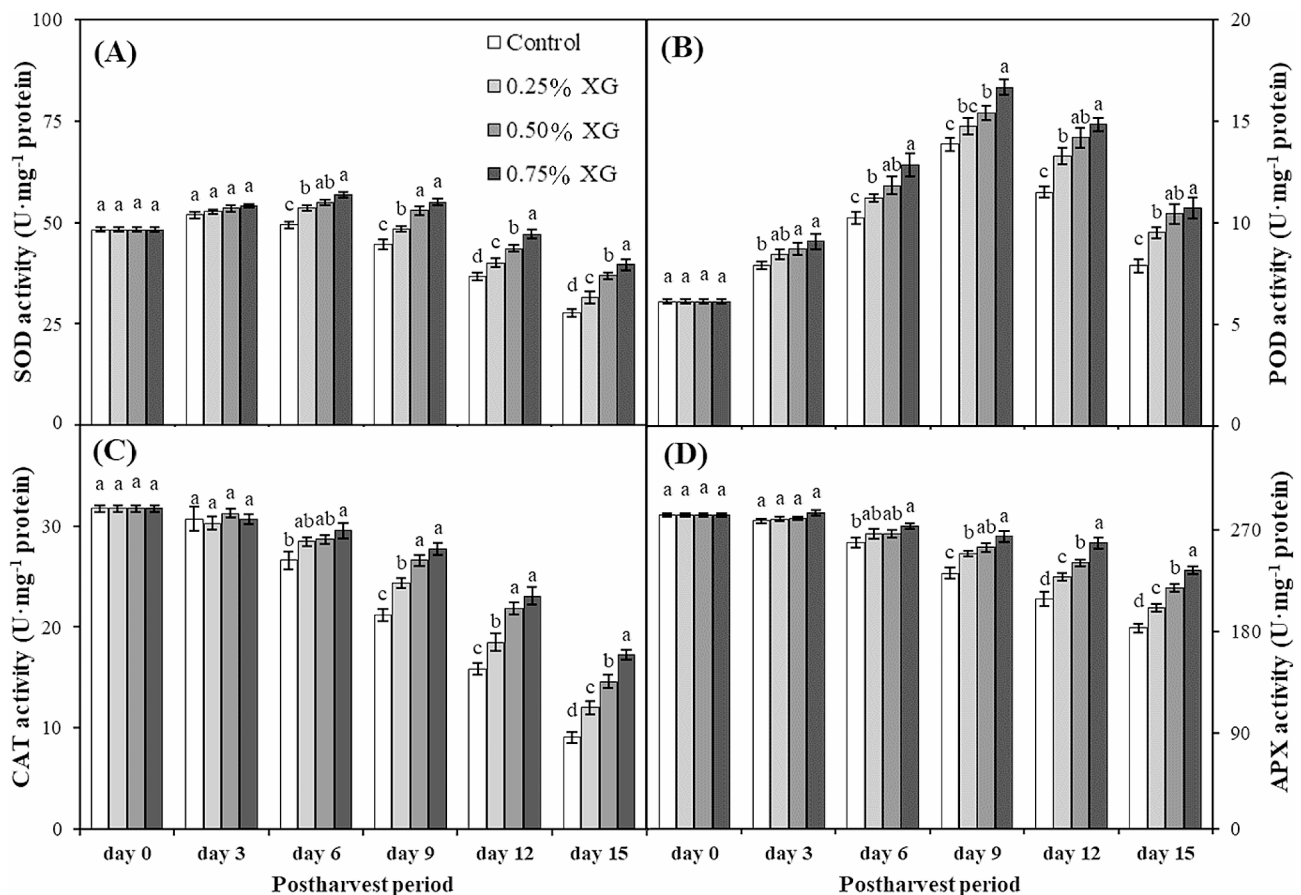 (A)
Control
0.25% XG
0.50% XG
0.75% XG
SOD activity (U·mg⁻¹ protein)
100
75
50
25
0
a a a a
a a a a
c b ab a
c b a a
d c b a
d c b a
(B)
POD activity (U·mg⁻¹ protein)
20
15
10
5
0
a a a a
b ab a a
c b ab a
c bc b a
c b ab a
c b ab a
(C)
CAT activity (U·mg⁻¹ protein)
30
20
10
0
a a a a
a a a a
b ab ab a
c b a a
c b a a
d c b a
day 0 day 3 day 6 day 9 day 12 day 15
Postharvest period
(D)
APX activity (U·mg⁻¹ protein)
270
180
90
0
a a a a
a a a a
b ab ab a
c b ab a
d c b a
d c b a
day 0 day 3 day 6 day 9 day 12 day 15
Postharvest period